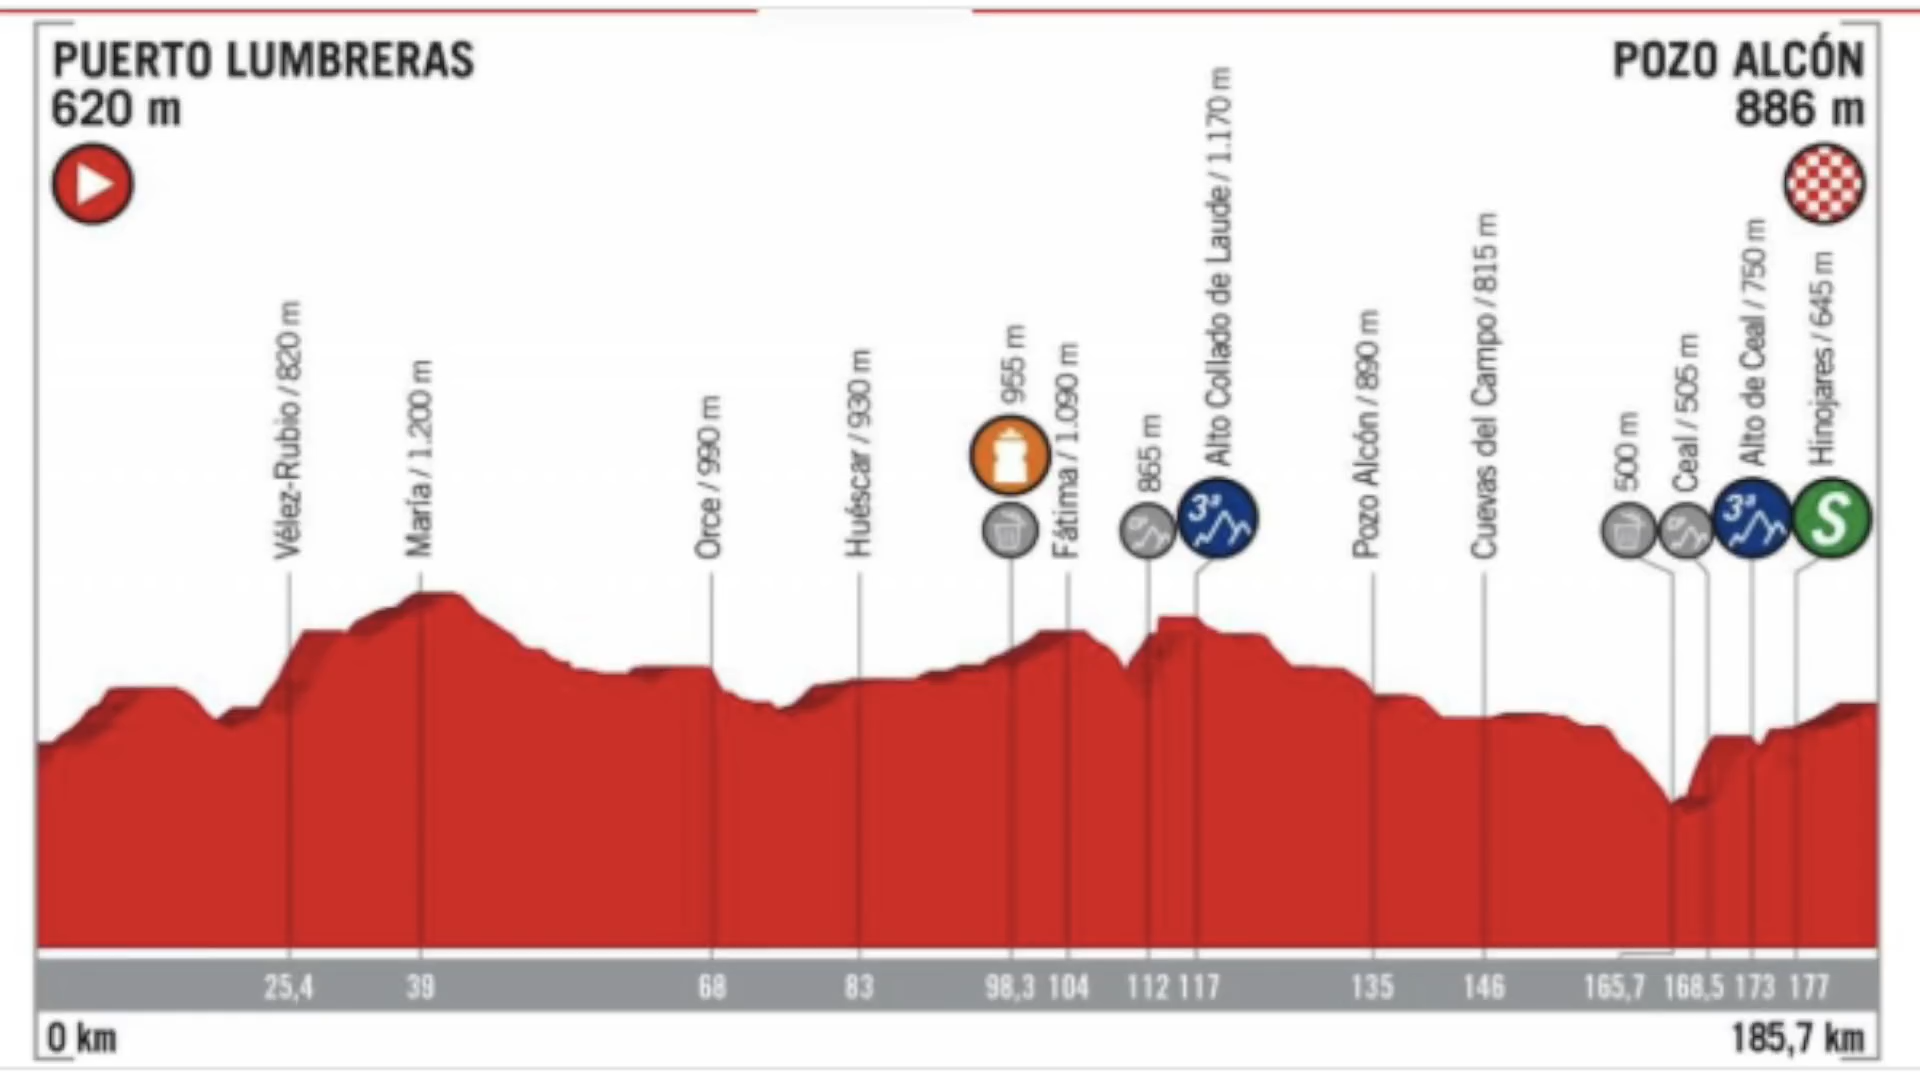 PUERTO LUMBRERAS
620 m
POZO ALCÓN
886 m
Vélez-Rubio / 820 m
María / 1.200 m
Orce / 990 m
Huéscar / 930 m
955 m
Fátima / 1.090 m
865 m
Alto Collado de Laude / 1.170 m
3ª
Pozo Alcón / 890 m
Cuevas del Campo / 815 m
500 m
Ceal / 505 m
Alto de Ceal / 750 m
3ª
Hinojares / 645 m
S
25,4 39 68 83 98,3 104 112 117 135 146 165,7 168,5 173 177
0 km
185,7 km